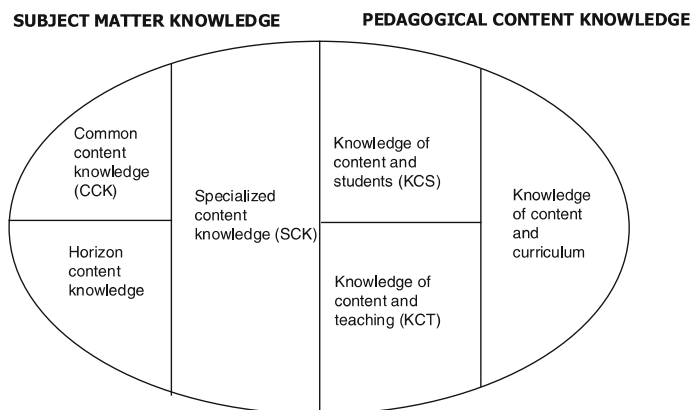 SUBJECT MATTER KNOWLEDGE
PEDAGOGICAL CONTENT KNOWLEDGE
Common
content
knowledge
(CCK)
Horizon
content
knowledge
Specialized
content
knowledge (SCK)
Knowledge of
content and
students (KCS)
Knowledge of
content and
teaching (KCT)
Knowledge
of content
and
curriculum